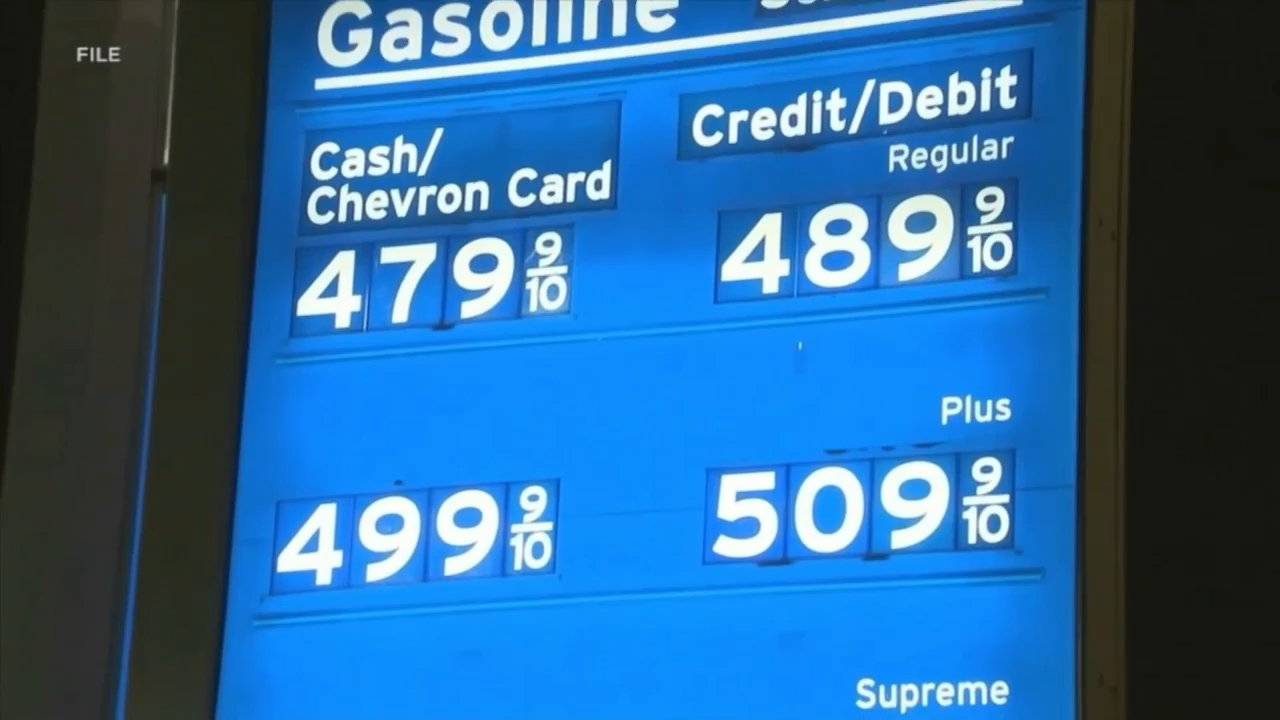 FILE
Gasoline
Cash/
Chevron Card
Credit/Debit
Regular
479 9/10
489 9/10
Plus
499 9/10
509 9/10
Supreme